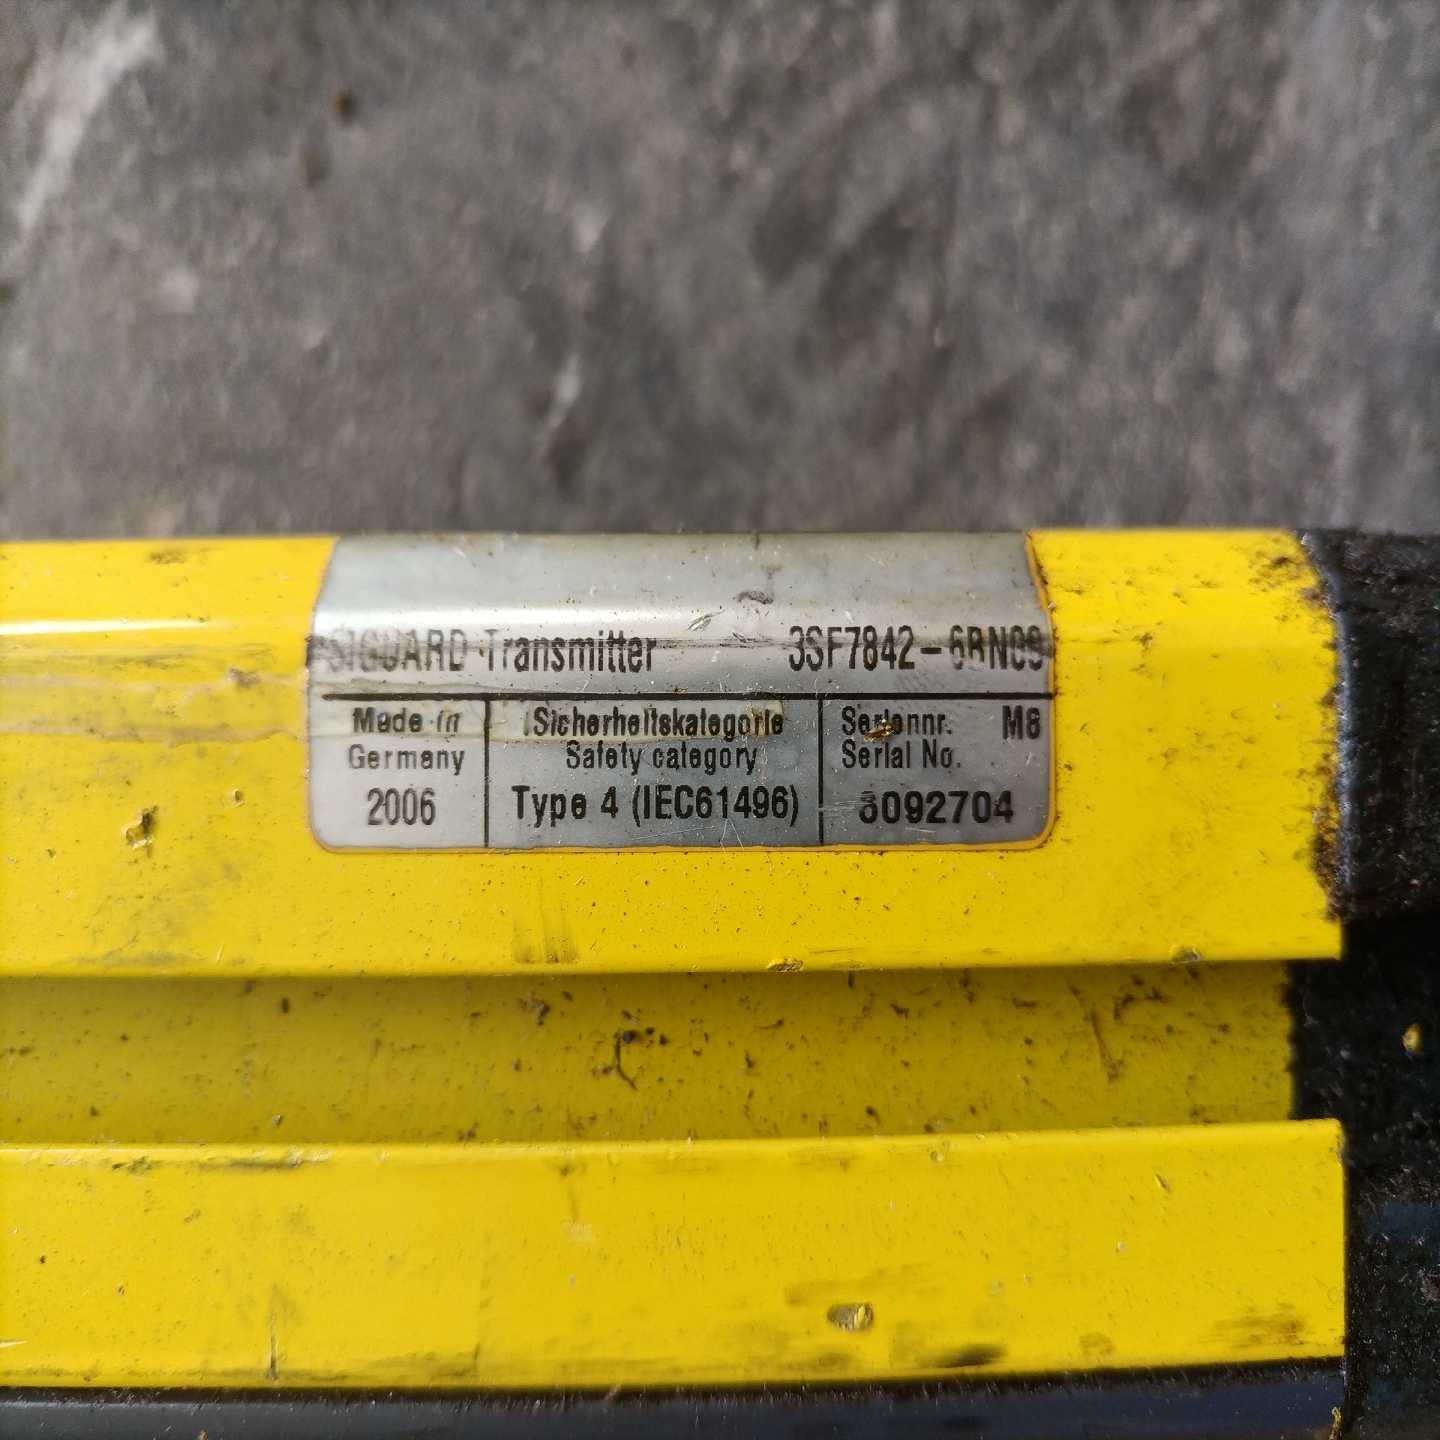 SIGUARD Transmitter 3SF7842-6BN09
Made in Sicherheitskategorie Seriennr. M6
Germany Safety category Serial No.
2006 Type 4 (IEC61496) 3092704